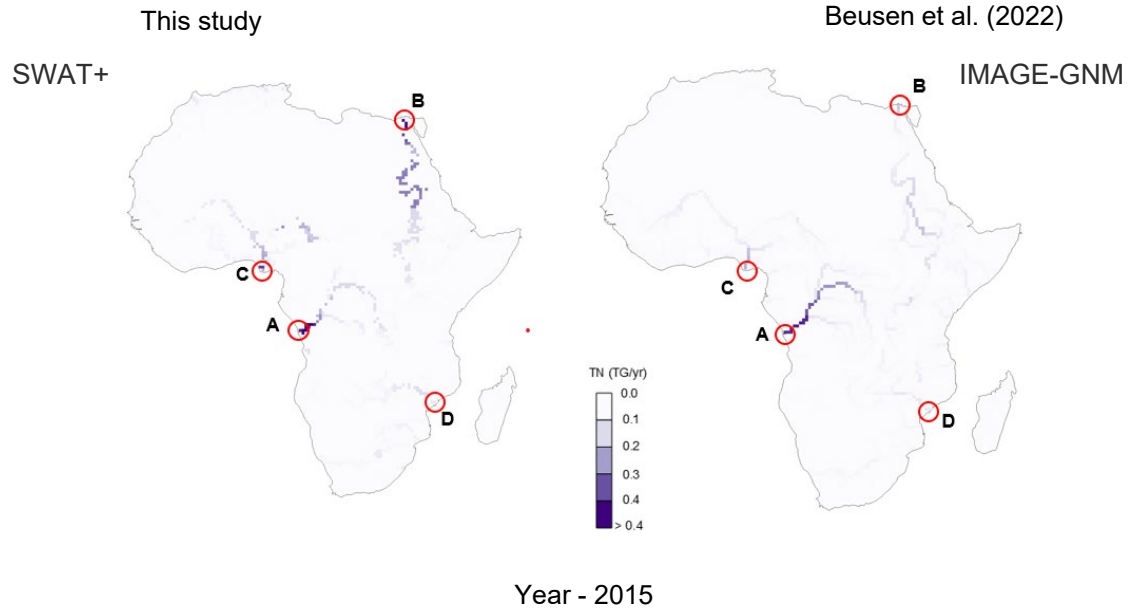 This study
Beusen et al. (2022)
SWAT+
IMAGE-GNM
B
C
A
D
B
C
A
D
TN (TG/yr)
0.0
0.1
0.2
0.3
0.4
> 0.4
Year - 2015